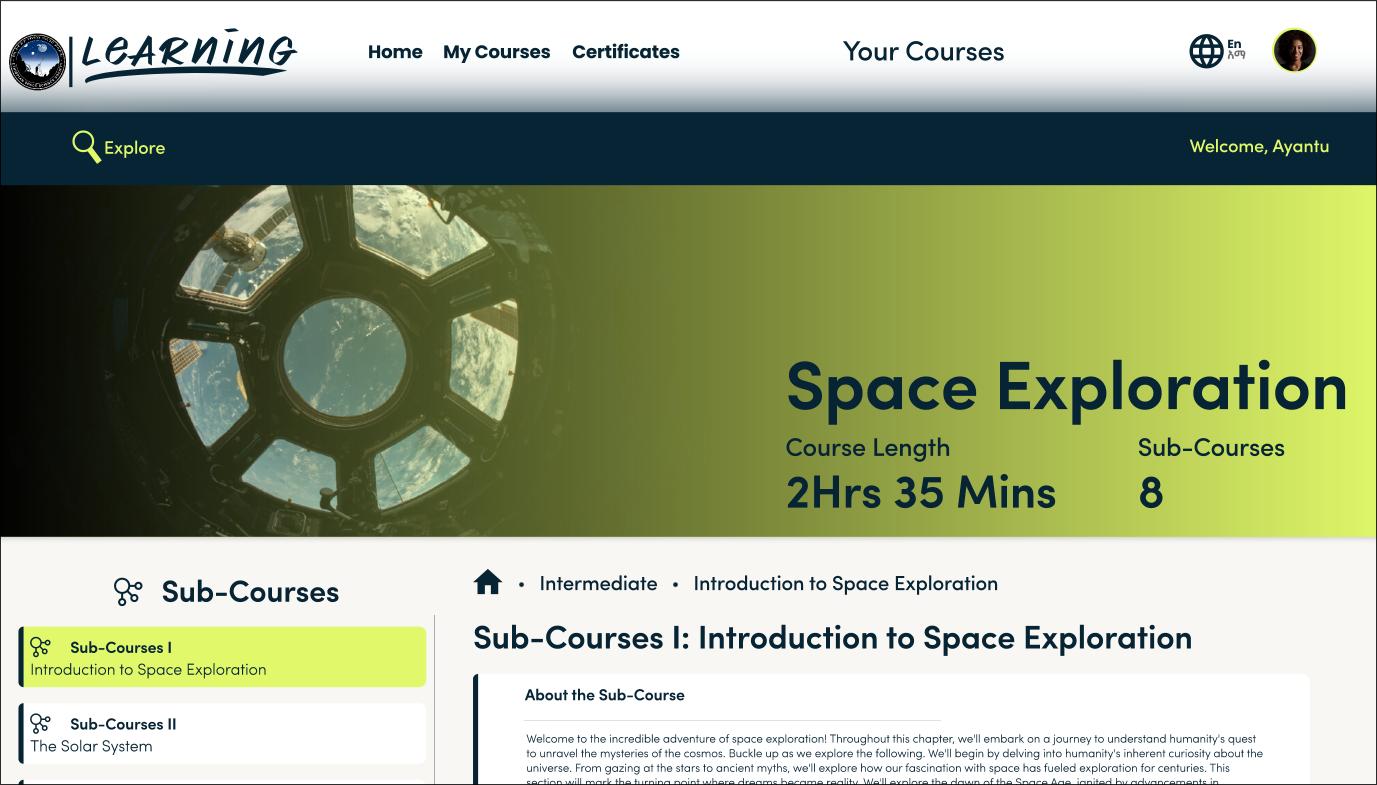 LEARNING
Home My Courses Certificates
Your Courses
En
አማ
Explore
Welcome, Ayantu
Space Exploration
Course Length
Sub-Courses
2Hrs 35 Mins
8
Sub-Courses
Sub-Courses I
Introduction to Space Exploration
Sub-Courses II
The Solar System
• Intermediate • Introduction to Space Exploration
Sub-Courses I: Introduction to Space Exploration
About the Sub-Course
Welcome to the incredible adventure of space exploration! Throughout this chapter, we'll embark on a journey to understand humanity's quest
to unravel the mysteries of the cosmos. Buckle up as we explore the following. We'll begin by delving into humanity's inherent curiosity about the
universe. From gazing at the stars to ancient myths, we'll explore how our fascination with space has fueled exploration for centuries. This
section will mark the turning point where dreams became reality. We'll explore the dawn of the Space Age, ignited by advancements in